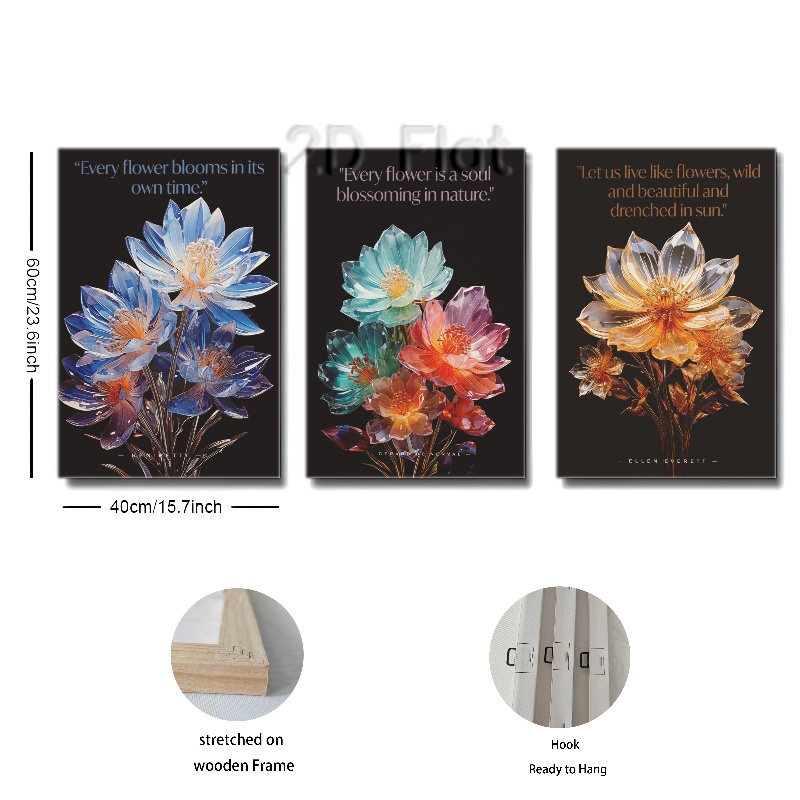 2D Flat
“Every flower blooms in its
own time.”
"Every flower is a soul
blossoming in nature."
"Let us live like flowers, wild
and beautiful and
drenched in sun."
— ELLEN EVERETT —
60cm/23.6inch
40cm/15.7inch
stretched on
wooden Frame
Hook
Ready to Hang